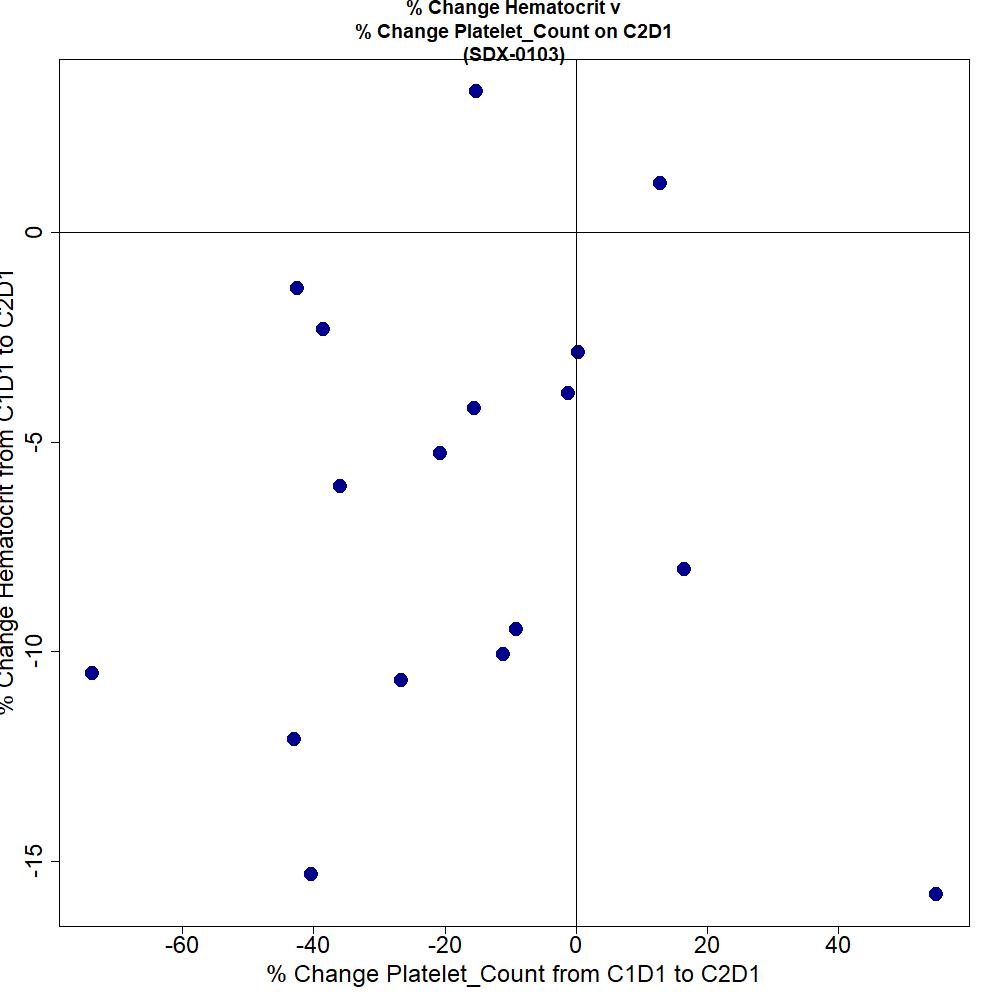 % Change Hematocrit v
% Change Platelet_Count on C2D1
(SDX-0103)
% Change Hematocrit from C1D1 to C2D1
0
-5
-10
-15
-60
-40
-20
0
20
40
% Change Platelet_Count from C1D1 to C2D1